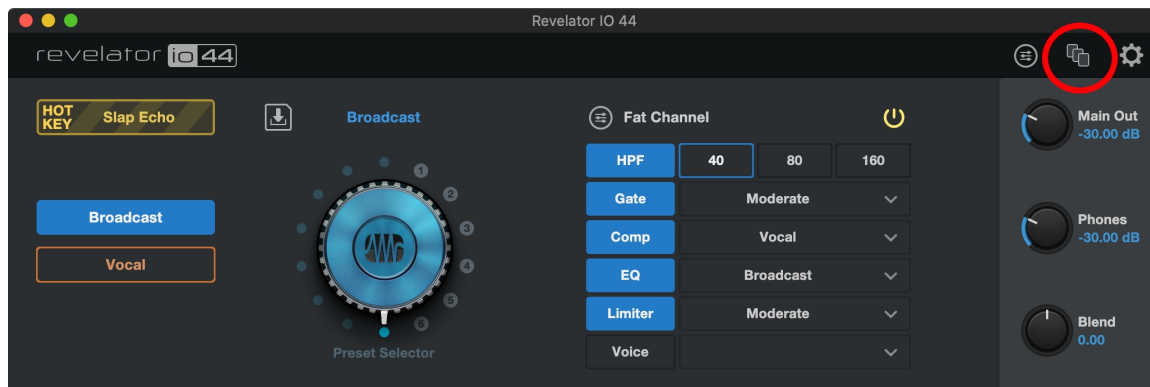 Revelator IO 44
revelator io 44
HOT KEY Slap Echo
Broadcast
Broadcast
Vocal
1
2
3
4
5
6
Preset Selector
Fat Channel
HPF 40 80 160
Gate Moderate
Comp Vocal
EQ Broadcast
Limiter Moderate
Voice
Main Out
-30.00 dB
Phones
-30.00 dB
Blend
0.00